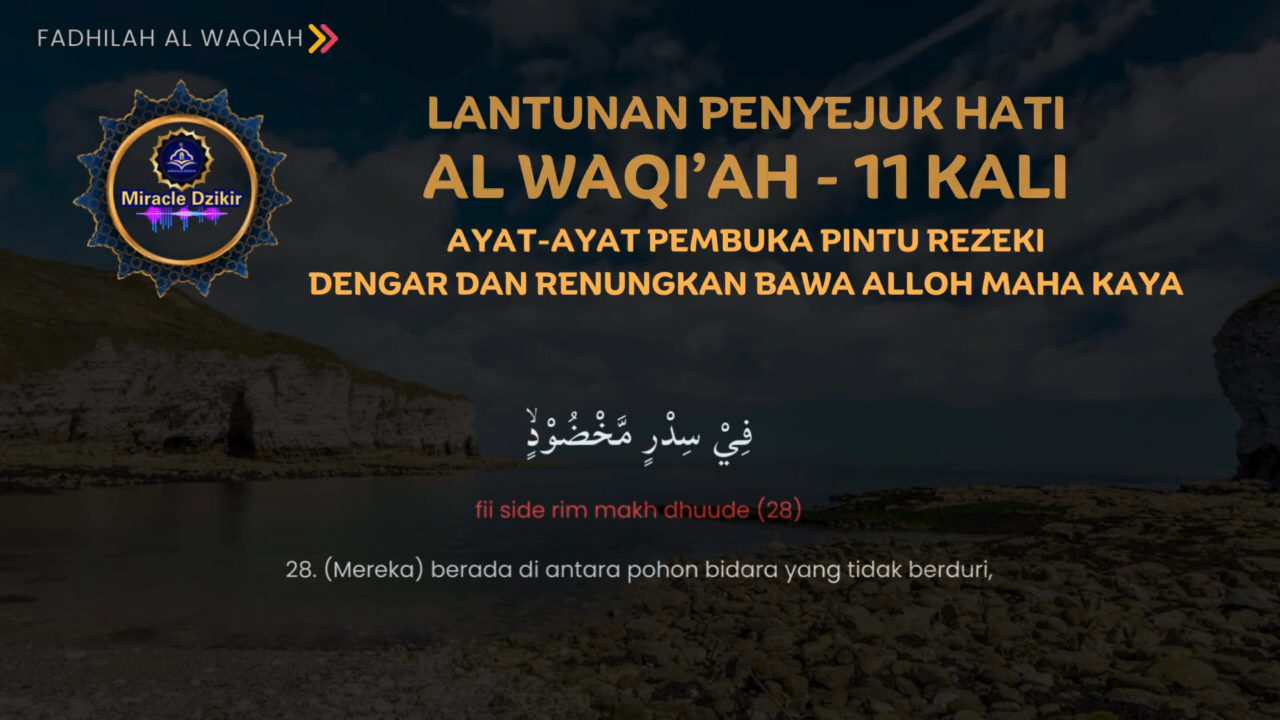 FADHILAH AL WAQIAH
Miracle Dzikir
LANTUNAN PENYEJUK HATI
AL WAQI'AH - 11 KALI
AYAT-AYAT PEMBUKA PINTU REZEKI
DENGAR DAN RENUNGKAN BAWA ALLOH MAHA KAYA
فِيْ سِدْرٍ مَّخْضُوْدٍۙ
fii side rim makh dhuude (28)
28. (Mereka) berada di antara pohon bidara yang tidak berduri,